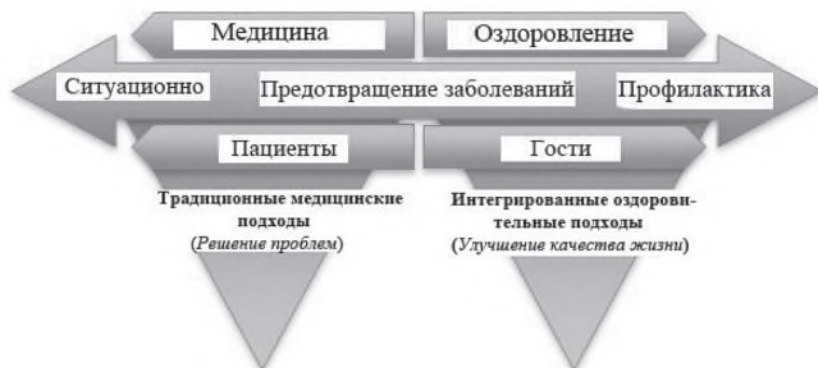 Медицина Оздоровление
Ситуационно Предотвращение заболеваний Профилактика
Пациенты Гости
Традиционные медицинские
подходы
(Решение проблем)
Интегрированные оздорови-
тельные подходы
(Улучшение качества жизни)